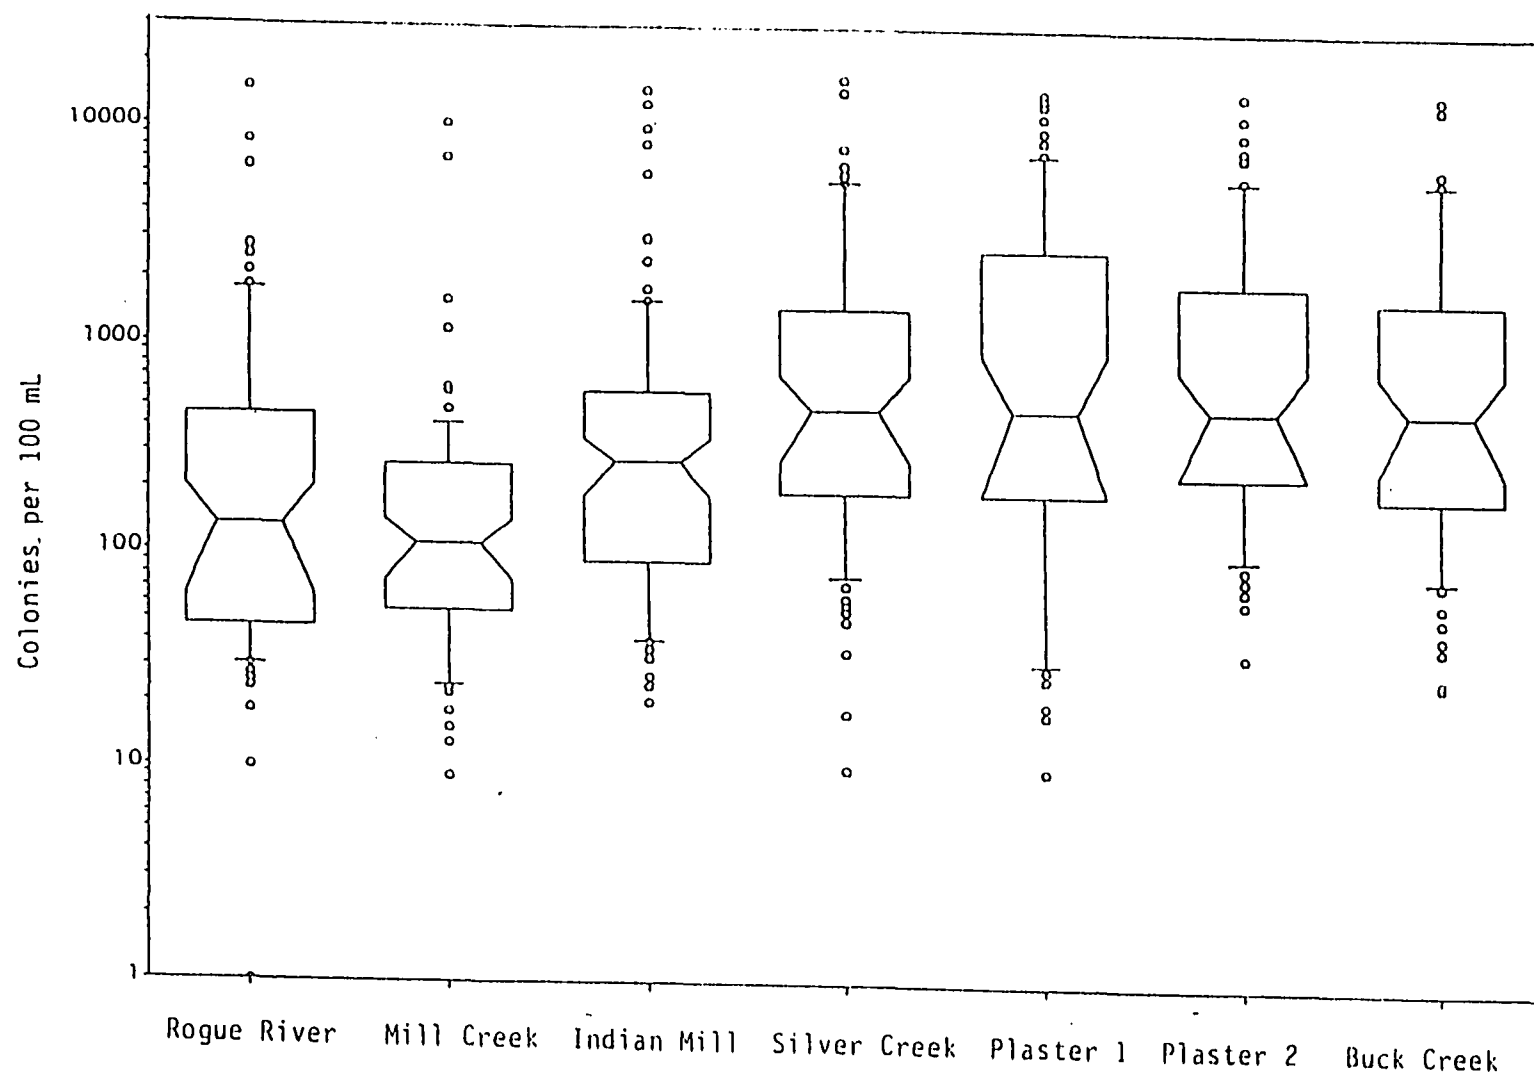 10000
1000
100
10
1
Colonies. per 100 mL
Rogue River
Mill Creek
Indian Mill
Silver Creek
Plaster 1
Plaster 2
Buck Creek